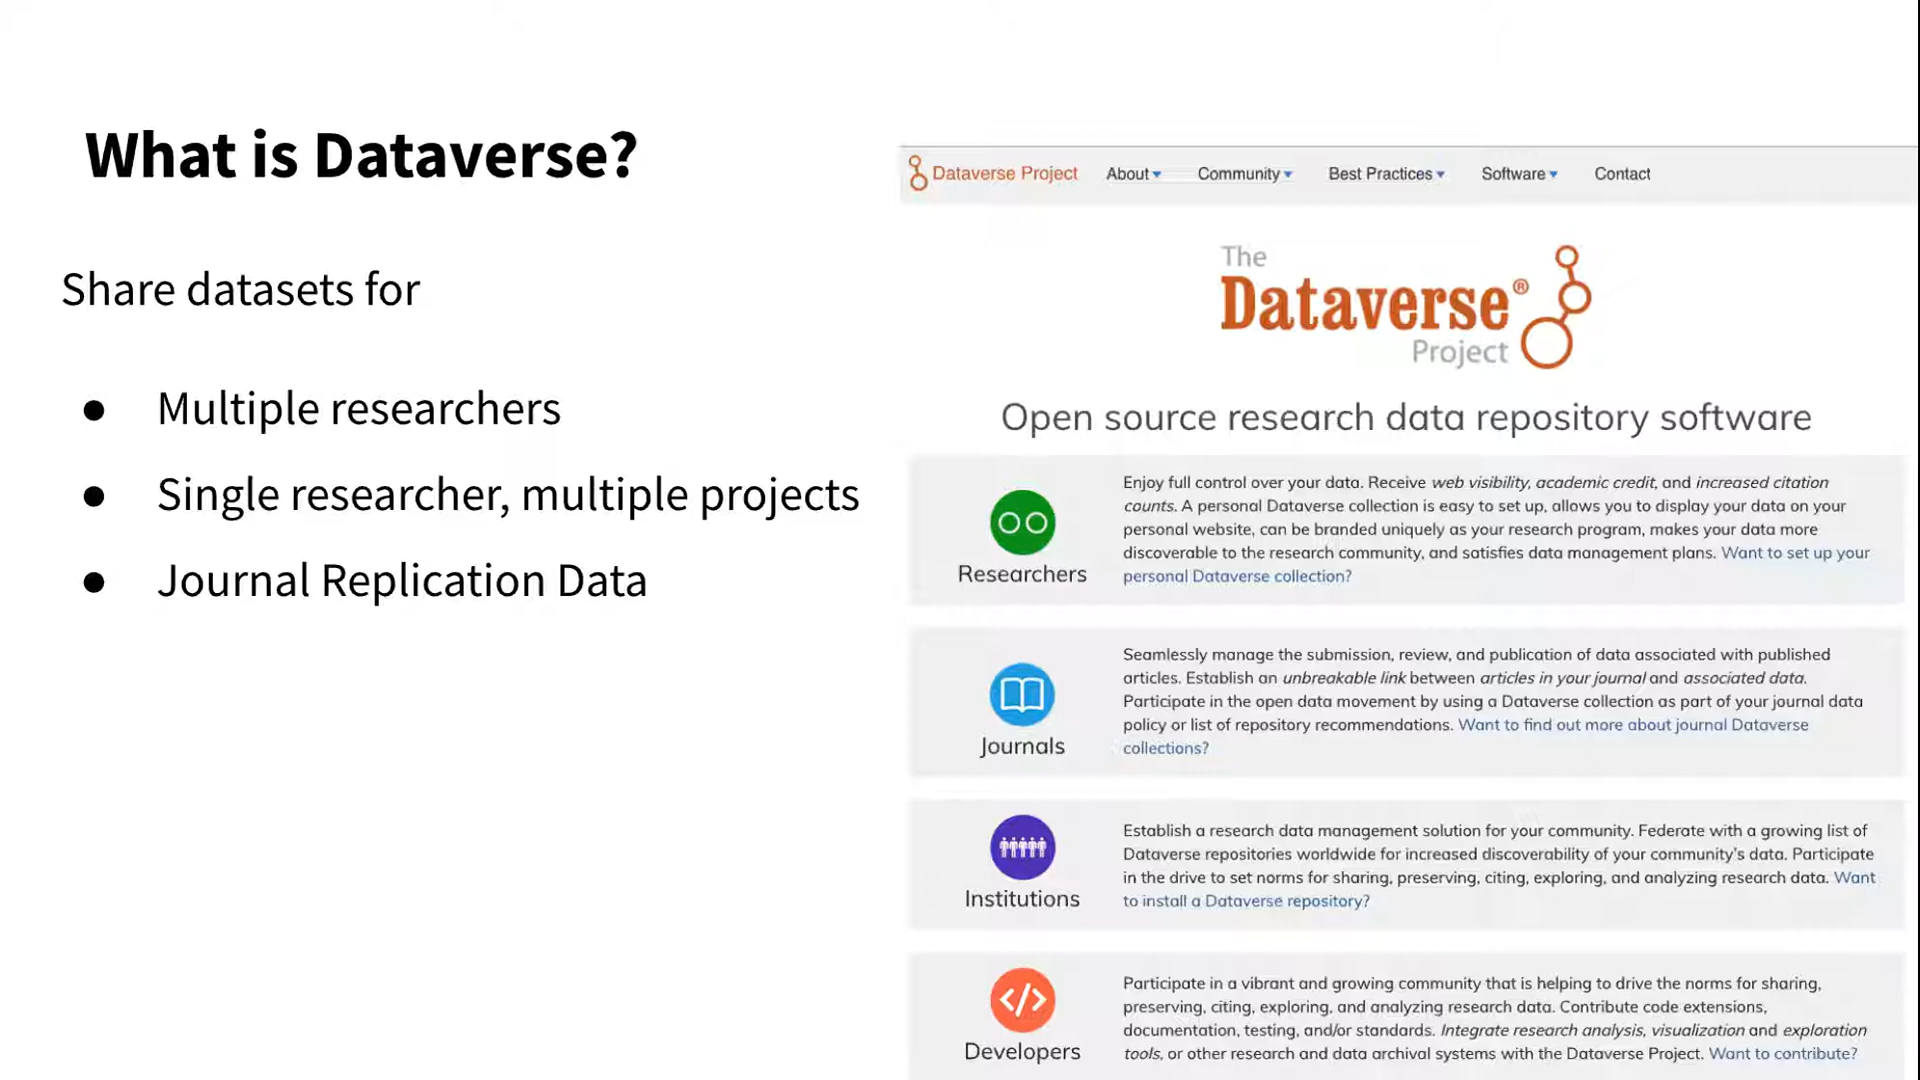 What is Dataverse?
Share datasets for
● Multiple researchers
● Single researcher, multiple projects
● Journal Replication Data
Dataverse Project About Community Best Practices Software Contact
The
Dataverse®
Project
Open source research data repository software
Researchers
Enjoy full control over your data. Receive web visibility, academic credit, and increased citation
counts. A personal Dataverse collection is easy to set up, allows you to display your data on your
personal website, can be branded uniquely as your research program, makes your data more
discoverable to the research community, and satisfies data management plans. Want to set up your
personal Dataverse collection?
Journals
Seamlessly manage the submission, review, and publication of data associated with published
articles. Establish an unbreakable link between articles in your journal and associated data.
Participate in the open data movement by using a Dataverse collection as part of your journal data
policy or list of repository recommendations. Want to find out more about journal Dataverse
collections?
Institutions
Establish a research data management solution for your community. Federate with a growing list of
Dataverse repositories worldwide for increased discoverability of your community's data. Participate
in the drive to set norms for sharing, preserving, citing, exploring, and analyzing research data. Want
to install a Dataverse repository?
Developers
Participate in a vibrant and growing community that is helping to drive the norms for sharing,
preserving, citing, exploring, and analyzing research data. Contribute code extensions,
documentation, testing, and/or standards. Integrate research analysis, visualization and exploration
tools, or other research and data archival systems with the Dataverse Project. Want to contribute?